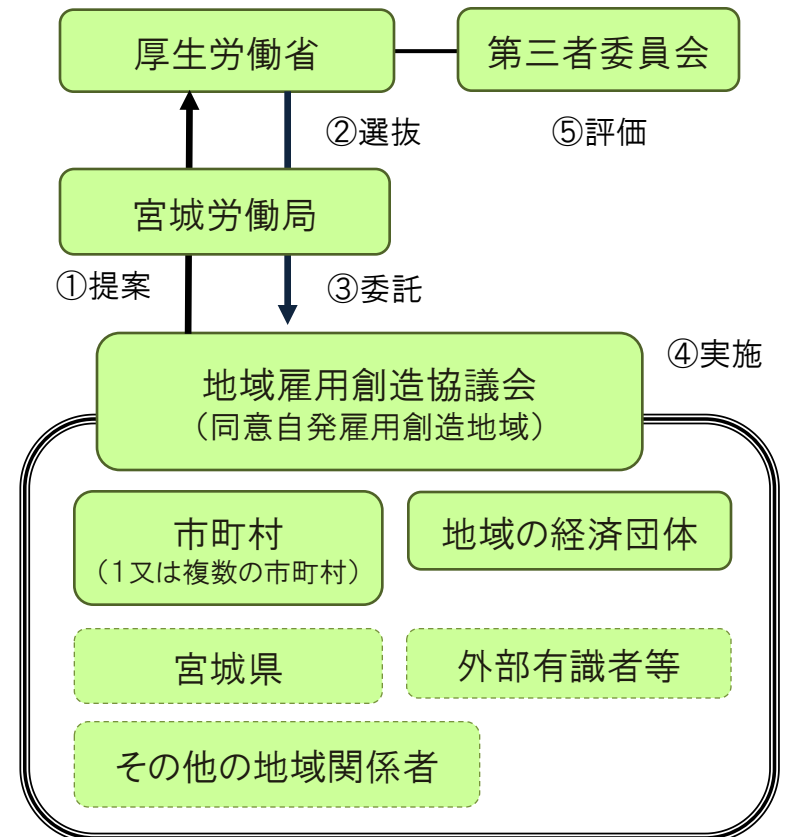 厚生労働省
第三者委員会
②選抜
⑤評価
宮城労働局
①提案
③委託
④実施
地域雇用創造協議会
（同意自発雇用創造地域）
市町村
（1又は複数の市町村）
地域の経済団体
宮城県
外部有識者等
その他の地域関係者